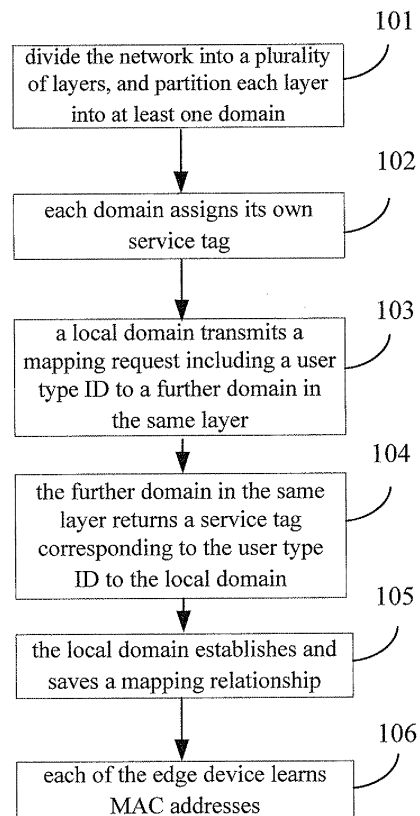 101
divide the network into a plurality
of layers, and partition each layer
into at least one domain
102
each domain assigns its own
service tag
103
a local domain transmits a
mapping request including a user
type ID to a further domain in
the same layer
104
the further domain in the same
layer returns a service tag
corresponding to the user type
ID to the local domain
105
the local domain establishes and
saves a mapping relationship
106
each of the edge device learns
MAC addresses